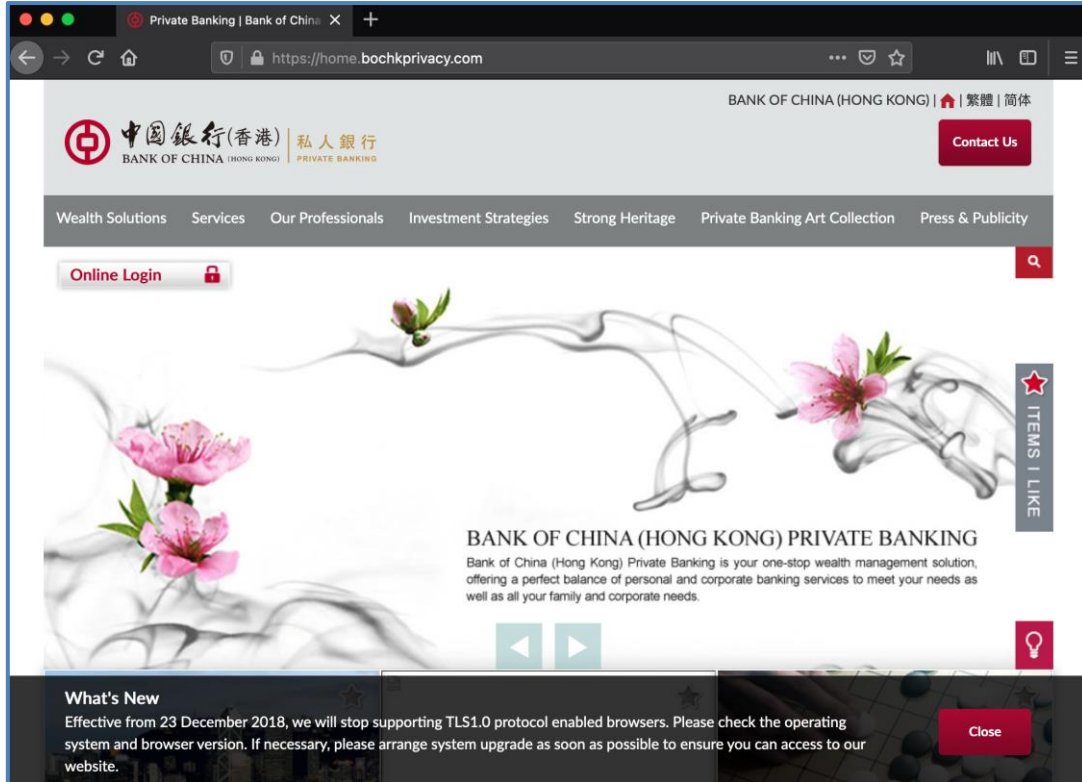 Private Banking | Bank of China
https://home.bochkprivacy.com
BANK OF CHINA (HONG KONG) | | 繁體 | 简体
中國銀行(香港) 私人銀行
BANK OF CHINA (HONG KONG) PRIVATE BANKING
Contact Us
Wealth Solutions Services Our Professionals Investment Strategies Strong Heritage Private Banking Art Collection Press & Publicity
Online Login
ITEMS I LIKE
BANK OF CHINA (HONG KONG) PRIVATE BANKING
Bank of China (Hong Kong) Private Banking is your one-stop wealth management solution,
offering a perfect balance of personal and corporate banking services to meet your needs as
well as all your family and corporate needs.
What's New
Effective from 23 December 2018, we will stop supporting TLS1.0 protocol enabled browsers. Please check the operating
system and browser version. If necessary, please arrange system upgrade as soon as possible to ensure you can access to our
website.
Close